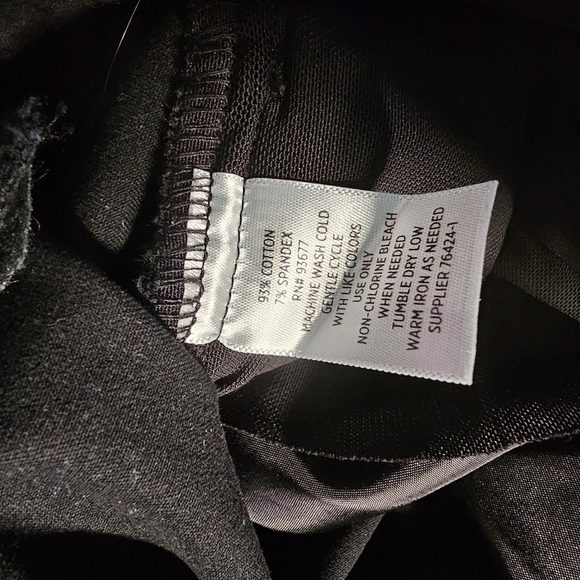 93% COTTON
7% SPANDEX
RN# 93677
MACHINE WASH COLD
GENTLE CYCLE
WITH LIKE COLORS
USE ONLY
NON-CHLORINE BLEACH
WHEN NEEDED
TUMBLE DRY LOW
WARM IRON AS NEEDED
SUPPLIER 76424-1